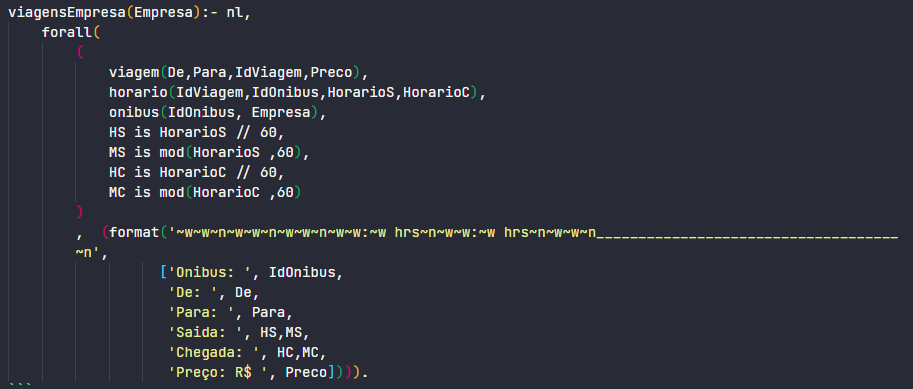 viagensEmpresa(Empresa):- nl,
forall(
(
viagem(De,Para,IdViagem,Preco),
horario(IdViagem,IdOnibus,HorarioS,HorarioC),
onibus(IdOnibus, Empresa),
HS is HorarioS // 60,
MS is mod(HorarioS ,60),
HC is HorarioC // 60,
MC is mod(HorarioC ,60)
)
,  (format('~w~w~n~w~w~n~w~w~n~w~w:~w hrs~n~w~w:~w hrs~n~w~w~n____________________________________
~n',
['Onibus: ', IdOnibus,
'De: ', De,
'Para: ', Para,
'Saida: ', HS,MS,
'Chegada: ', HC,MC,
'Preço: R$ ', Preco]))).
```